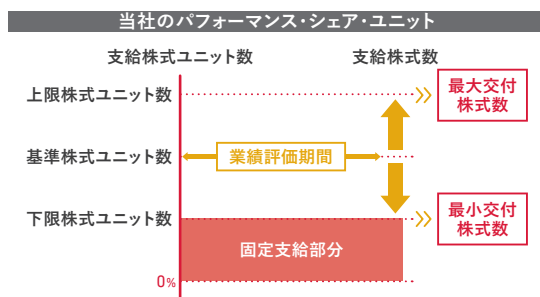 当社のパフォーマンス・シェア・ユニット
支給株式ユニット数
支給株式数
上限株式ユニット数
最大交付
株式数
基準株式ユニット数
業績評価期間
下限株式ユニット数
最小交付
株式数
固定支給部分
0%